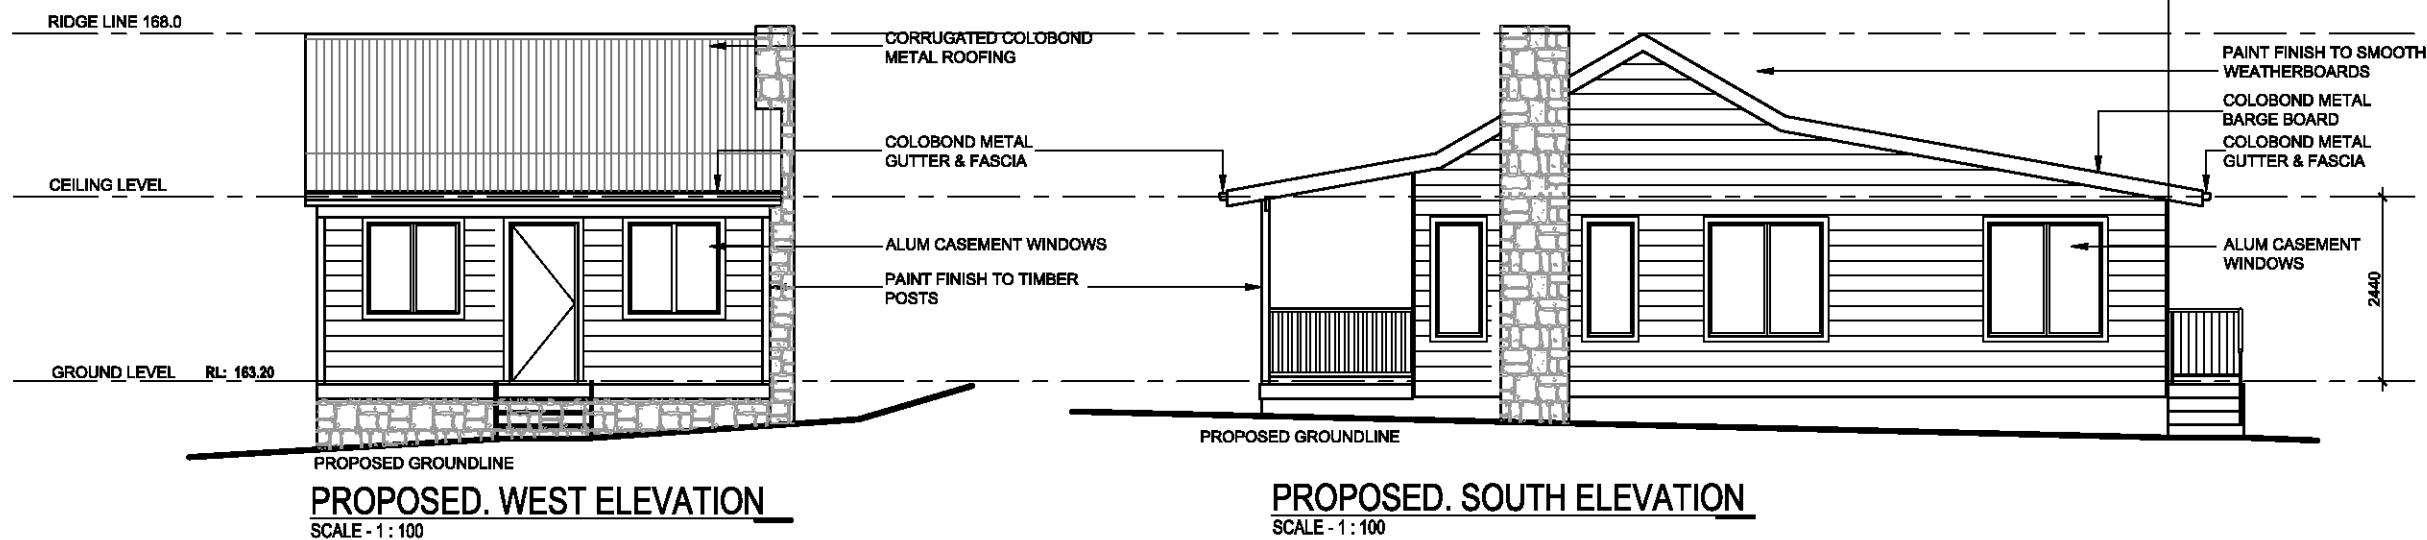 RIDGE LINE 168.0
CORRUGATED COLOBOND
METAL ROOFING
COLOBOND METAL
GUTTER & FASCIA
CEILING LEVEL
ALUM CASEMENT WINDOWS
PAINT FINISH TO TIMBER
POSTS
GROUND LEVEL RL: 163.20
PROPOSED GROUNDLINE
PROPOSED. WEST ELEVATION
SCALE - 1 : 100
PAINT FINISH TO SMOOTH
WEATHERBOARDS
COLOBOND METAL
BARGE BOARD
COLOBOND METAL
GUTTER & FASCIA
ALUM CASEMENT
WINDOWS
2440
PROPOSED GROUNDLINE
PROPOSED. SOUTH ELEVATION
SCALE - 1 : 100